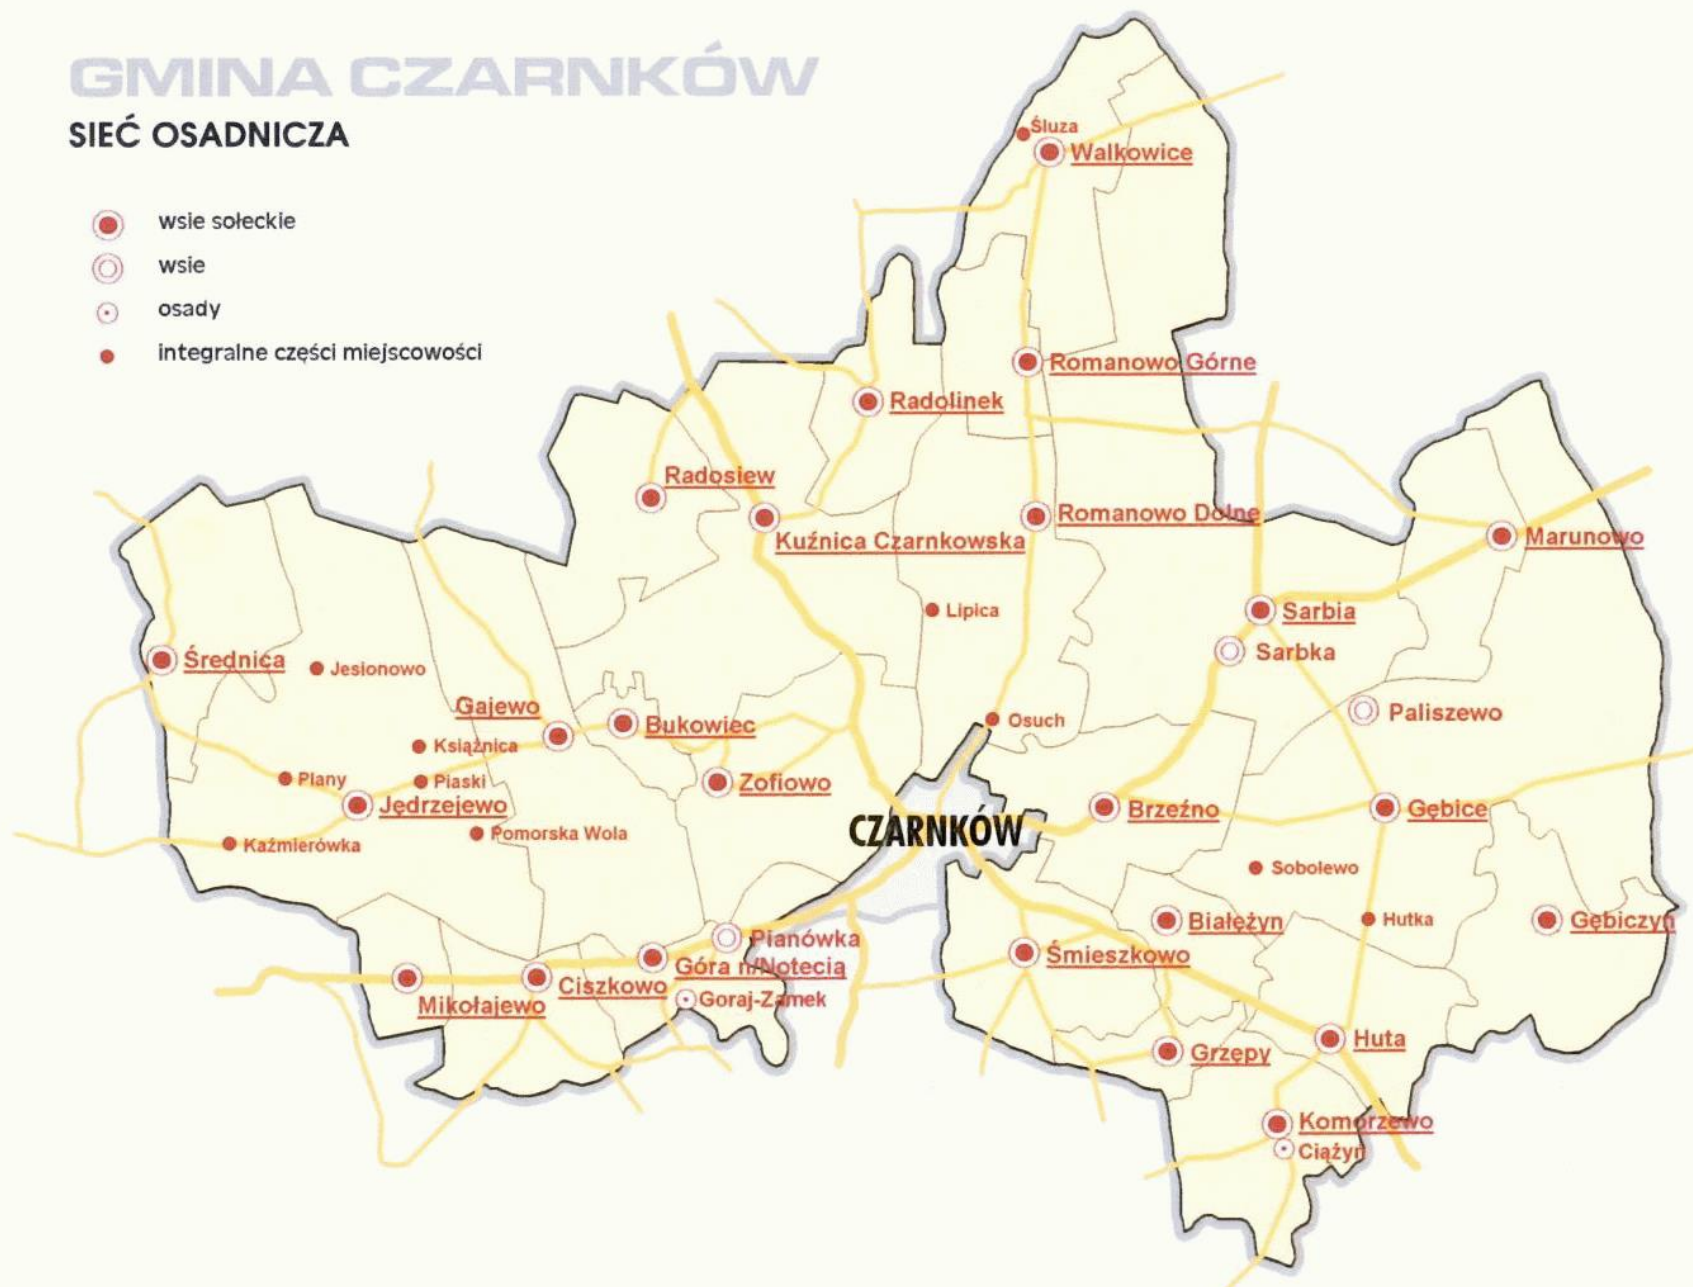 GMINA CZARNKÓW
SIEĆ OSADNICZA
wsie sołeckie
wsie
osady
integralne części miejscowości
Śluza
Walkowice
Romanowo Górne
Radolinek
Radosiew
Romanowo Dolne
Kuźnica Czarnkowska
Marunowo
Lipica
Sarbia
Sarbka
Średnica
Jesionowo
Gajewo
Bukowiec
Osuch
Paliszewo
Książnica
Plany
Piaski
Zofiowo
Jędrzejewo
Brzeźno
Gębice
CZARNKÓW
Pomorska Wola
Kaźmierówka
Sobolewo
Białężyn
Hutka
Gębiczyn
Pianówka
Śmieszkowo
Góra n/Notecią
Ciszkowo
Mikołajewo
Goraj-Zamek
Huta
Grzępy
Komorzewo
Ciążyń